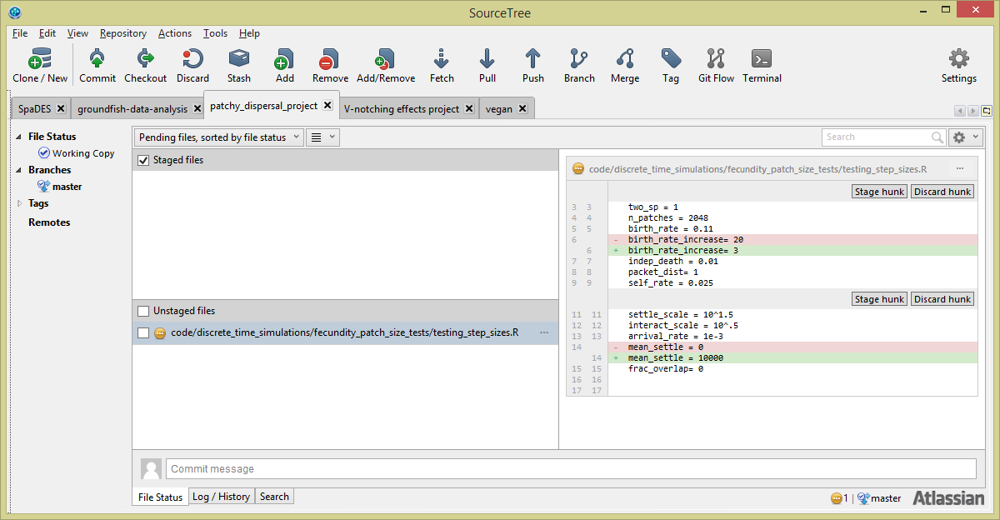 SourceTree
File Edit View Repository Actions Tools Help
Clone / New Commit Checkout Discard Stash Add Remove Add/Remove Fetch Pull Push Branch Merge Tag Git Flow Terminal Settings
SpaDES groundfish-data-analysis patchy_dispersal_project V-notching effects project vegan
File Status
Working Copy
Branches
master
Tags
Remotes
Pending files, sorted by file status
Search
Staged files
Unstaged files
code/discrete_time_simulations/fecundity_patch_size_tests/testing_step_sizes.R ...
code/discrete_time_simulations/fecundity_patch_size_tests/testing_step_sizes.R ...
Stage hunk Discard hunk
3 3 two_sp = 1
4 4 n_patches = 2048
5 5 birth_rate = 0.11
6 - birth_rate_increase= 20
6 + birth_rate_increase= 3
7 7 indep_death = 0.01
8 8 packet_dist= 1
9 9 self_rate = 0.025
Stage hunk Discard hunk
11 11 settle_scale = 10^1.5
12 12 interact_scale = 10^.5
13 13 arrival_rate = 1e-3
14 - mean_settle = 0
14 + mean_settle = 10000
15 15 frac_overlap= 0
16 16
17 17
Commit message
File Status Log / History Search
1 | master Atlassian